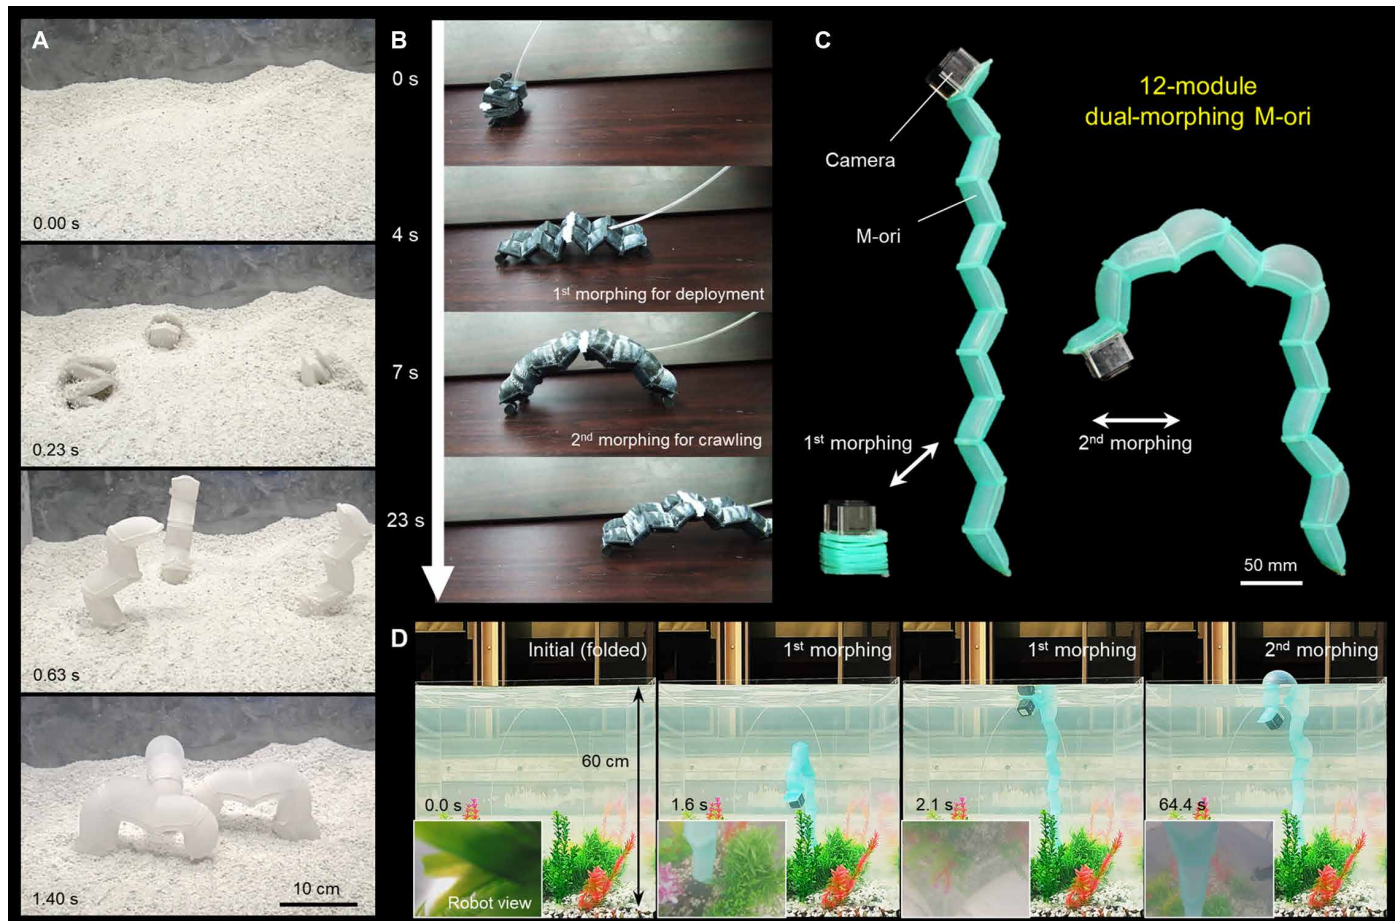 A
0.00 s
0.23 s
0.63 s
1.40 s
10 cm
B
0 s
4 s
1st morphing for deployment
7 s
2nd morphing for crawling
23 s
C
12-module
dual-morphing M-ori
Camera
M-ori
1st morphing
2nd morphing
50 mm
D
Initial (folded)
60 cm
0.0 s
Robot view
1st morphing
1.6 s
1st morphing
2.1 s
2nd morphing
64.4 s